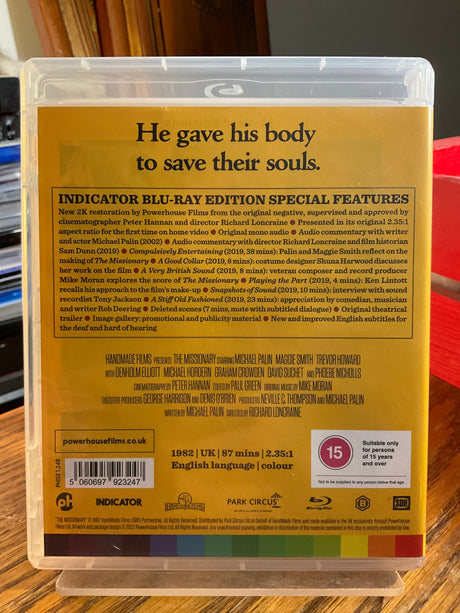 He gave his body
to save their souls.
INDICATOR BLU-RAY EDITION SPECIAL FEATURES
New 2K restoration by Powerhouse Films from the original negative, supervised and approved by
cinematographer Peter Hannan and director Richard Loncraine • Presented in its original 2.35:1
aspect ratio for the first time on home video • Original mono audio • Audio commentary with writer
and actor Michael Palin (2002) • Audio commentary with director Richard Loncraine and film historian
Sam Dunn (2019) • Compulsively Entertaining (2019, 38 mins): Palin and Maggie Smith reflect on the
making of The Missionary • A Good Collar (2019, 8 mins): costume designer Shuna Harwood discusses
her work on the film • A Very British Sound (2019, 8 mins): veteran composer and record producer
Mike Moran explores the score of The Missionary • Playing the Part (2019, 4 mins): Ken Lintott
recalls his approach to the film's make-up • Snapshots of Sound (2019, 10 mins): interview with sound
recordist Tony Jackson • A Stiff Old Fashioned (2019, 23 mins): appreciation by comedian, musician
and writer Rob Deering • Deleted scenes (7 mins, mute with subtitled dialogue) • Original theatrical
trailer • Image gallery: promotional and publicity material • New and improved English subtitles for
the deaf and hard of hearing
HANDMADE FILMS PRESENTS THE MISSIONARY STARRING MICHAEL PALIN MAGGIE SMITH TREVOR HOWARD
WITH DENHOLM ELLIOTT MICHAEL HORDERN GRAHAM CROWDEN DAVID SUCHET AND PHOEBE NICHOLLS
CINEMATOGRAPHY BY PETER HANNAN EDITED BY PAUL GREEN ORIGINAL MUSIC BY MIKE MORAN
EXECUTIVE PRODUCERS GEORGE HARRISON AND DENIS O'BRIEN PRODUCERS NEVILLE C. THOMPSON AND MICHAEL PALIN
WRITTEN BY MICHAEL PALIN DIRECTED BY RICHARD LONCRAINE
powerhousefilms.co.uk
PHISE124B
5 060697 923247
1982 | UK | 87 mins | 2.35:1
English language | colour
15
Suitable only
for persons
of 15 years
and over
Not to be supplied to any person below that age.
ph
INDICATOR
HANDMADE FILMS
PARK CIRCUS
Blu-ray Disc
B
SDH